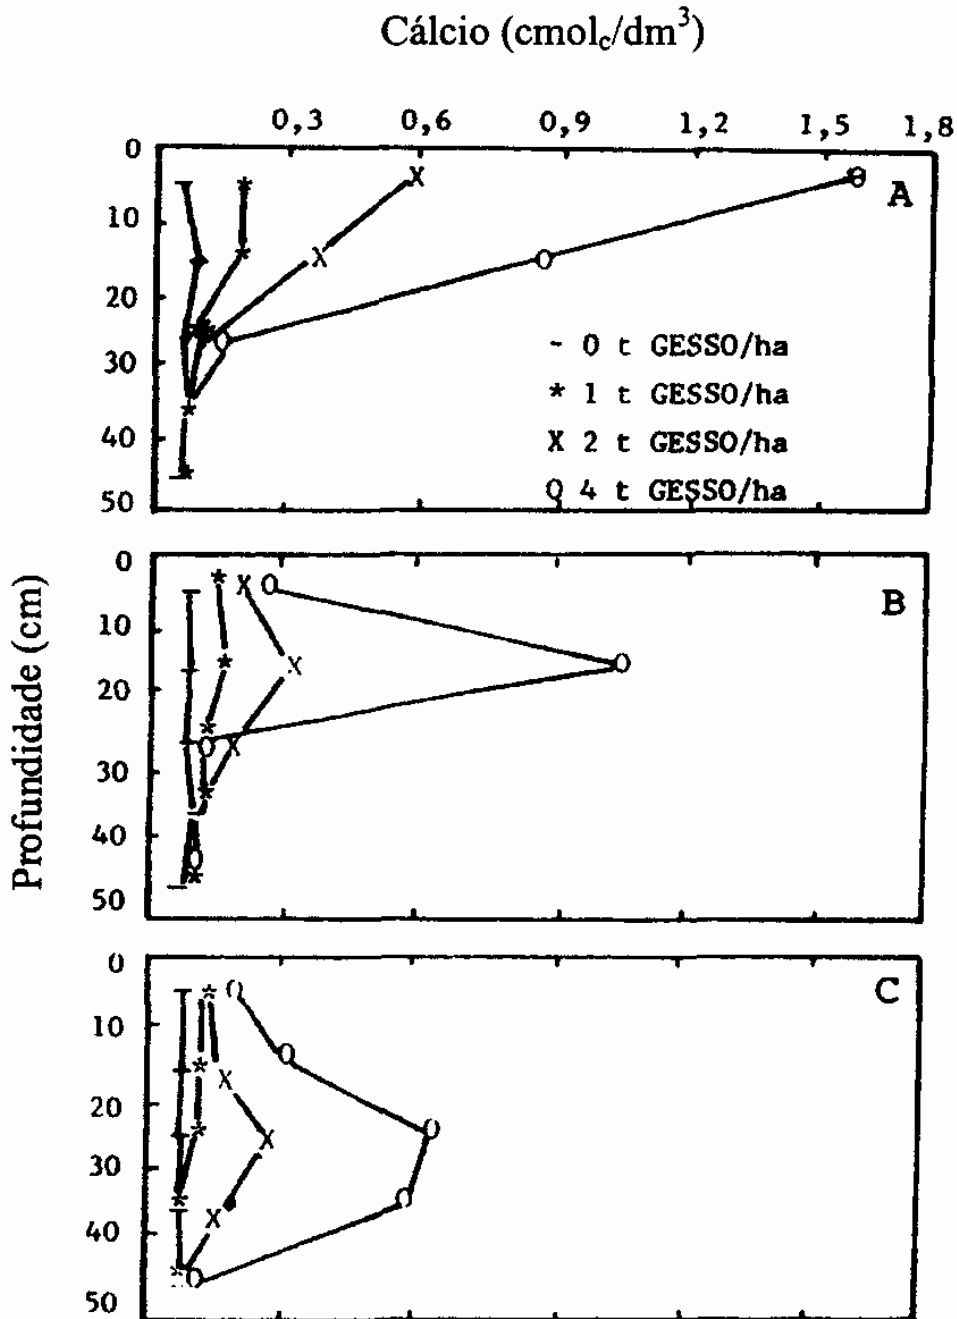 Cálcio (cmolc/dm³)
0,3 0,6 0,9 1,2 1,5 1,8
0
10
20
30
40
50
A
- 0 t GESSO/ha
* 1 t GESSO/ha
X 2 t GESSO/ha
O 4 t GESSO/ha
Profundidade (cm)
0
10
20
30
40
50
B
0
10
20
30
40
50
C